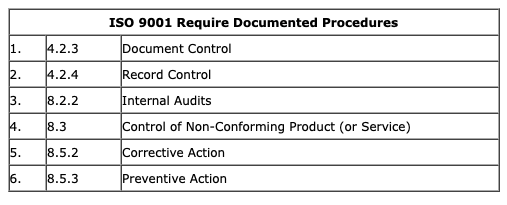 ISO 9001 Require Documented Procedures
1. 4.2.3 Document Control
2. 4.2.4 Record Control
3. 8.2.2 Internal Audits
4. 8.3 Control of Non-Conforming Product (or Service)
5. 8.5.2 Corrective Action
6. 8.5.3 Preventive Action